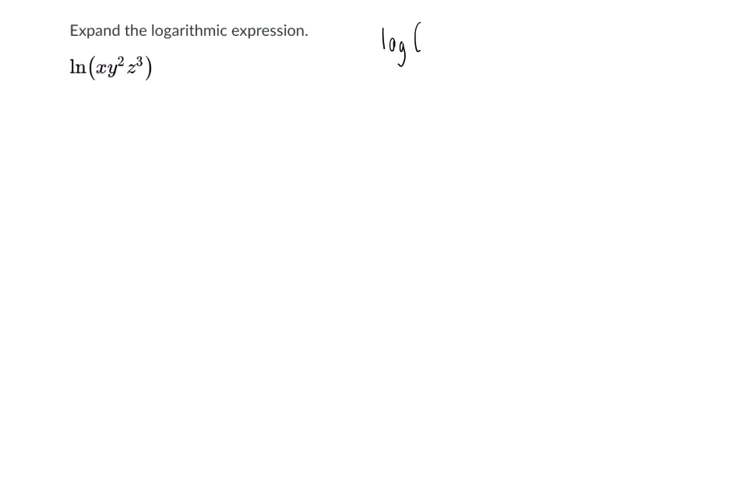 Expand the logarithmic expression.
log(
ln(xy²z³)